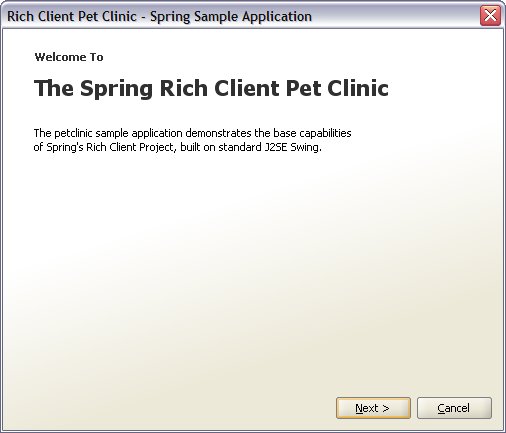 Rich Client Pet Clinic - Spring Sample Application
Welcome To
The Spring Rich Client Pet Clinic
The petclinic sample application demonstrates the base capabilities
of Spring's Rich Client Project, built on standard J2SE Swing.
Next >
Cancel